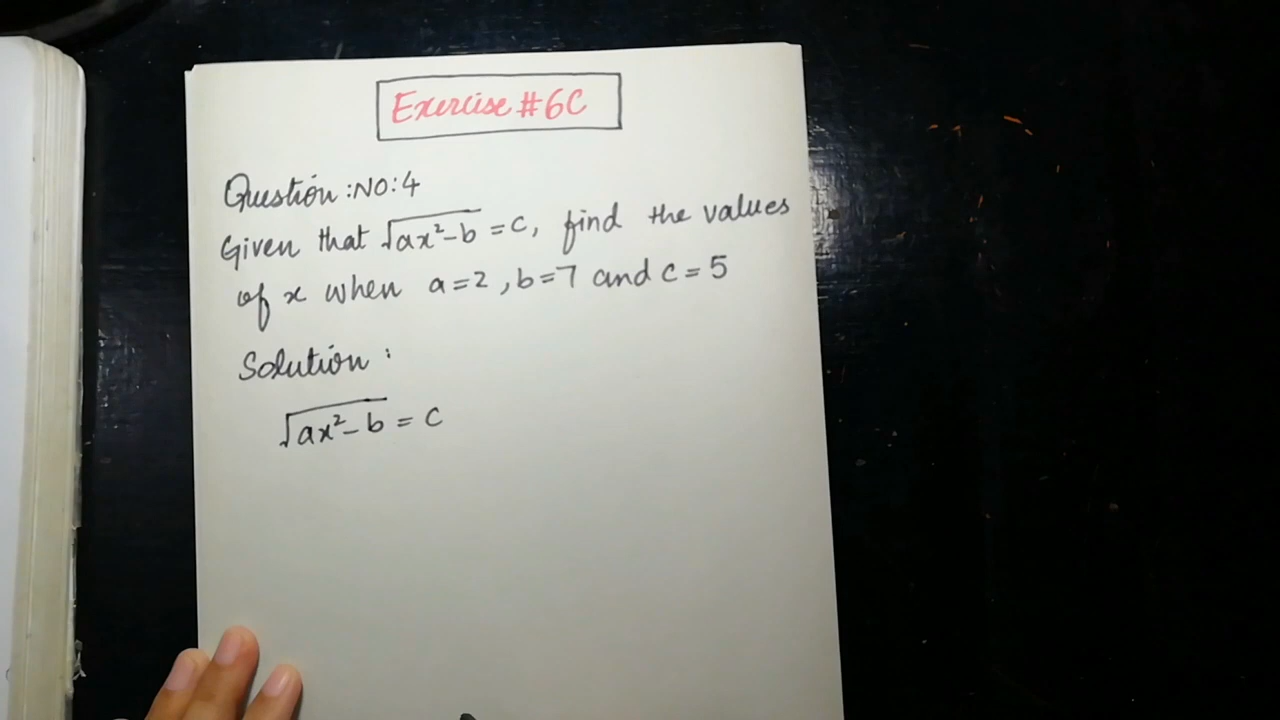 Exercise #6C
Question:NO:4
Given that √ax²-b = c, find the values
of x when a=2, b=7 and c=5
Solution:
√ax²-b = c